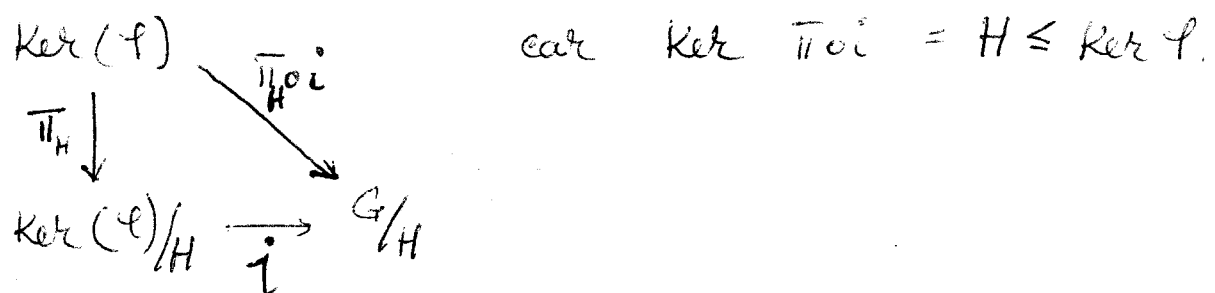 Ker(φ) car Ker π∘i = H ≤ Ker φ.
π_H∘i
π_H
Ker(φ)/H → G/H
j